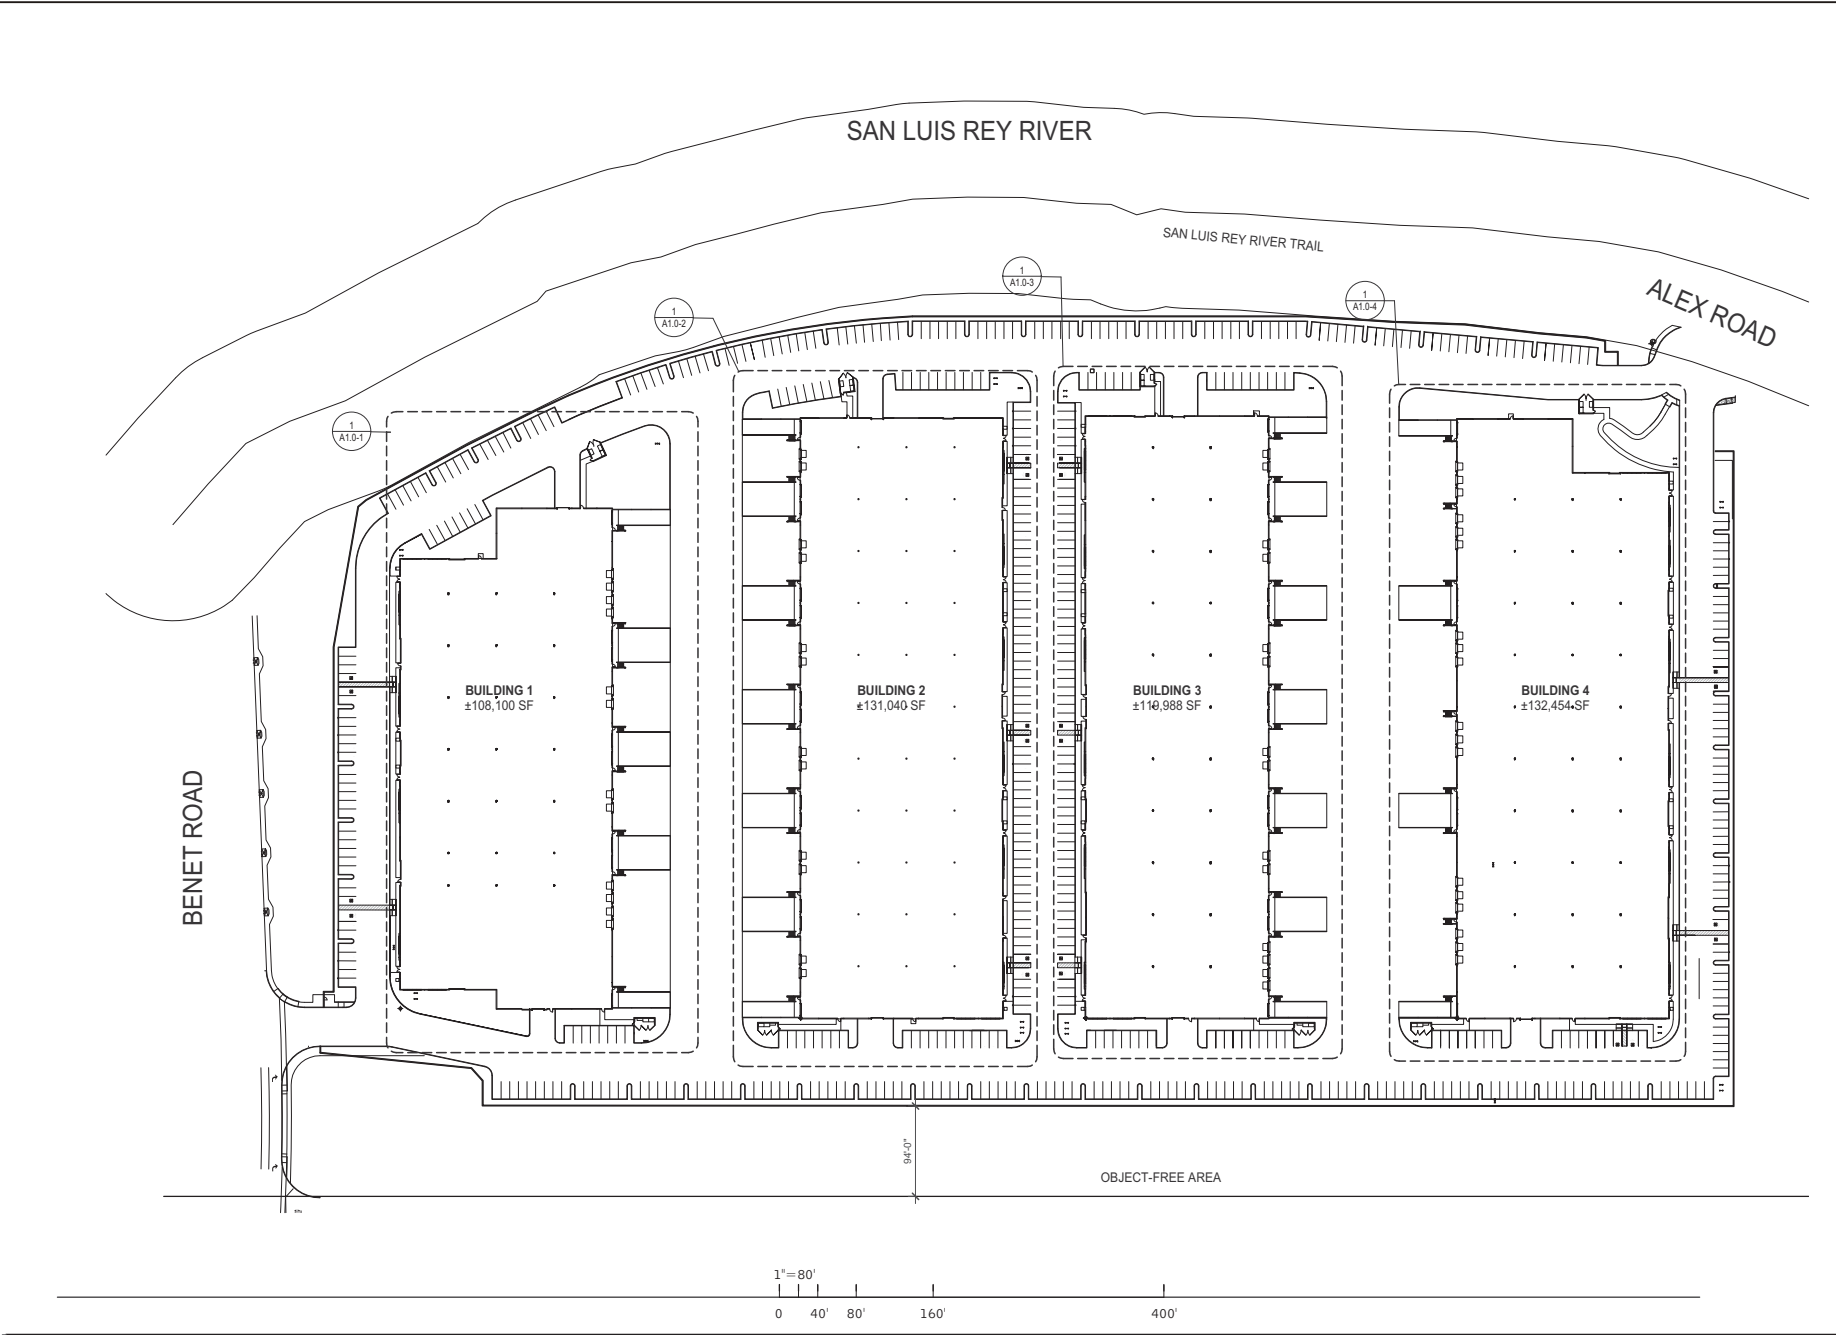 SAN LUIS REY RIVER
SAN LUIS REY RIVER TRAIL
ALEX ROAD
1
A1.0-3
1
A1.0-4
1
A1.0-2
1
A1.0-1
BUILDING 1
±108,100 SF
BUILDING 2
±131,040 SF
BUILDING 3
±119,988 SF
BUILDING 4
±132,454 SF
BENET ROAD
94'-0"
OBJECT-FREE AREA
1"=80'
0 40' 80' 160' 400'